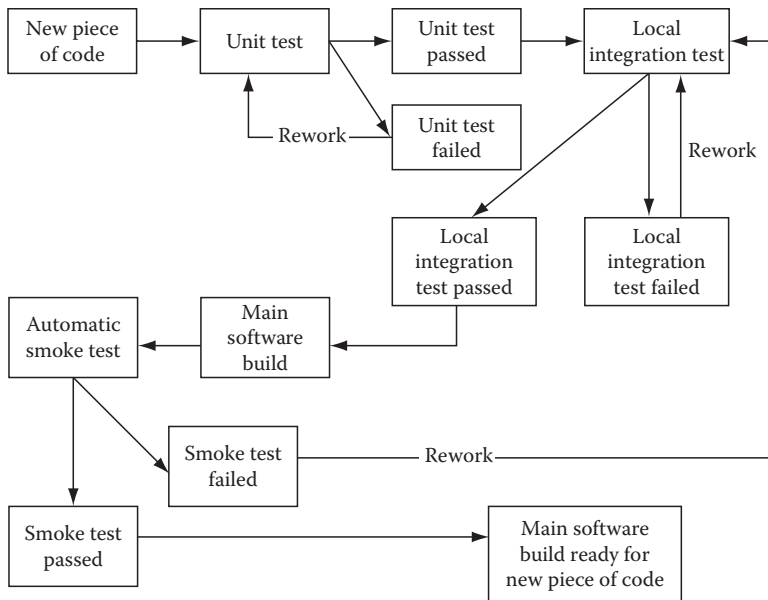 New piece
of code
Unit test
Unit test
passed
Local
integration test
Rework
Unit test
failed
Rework
Local
integration
test passed
Local
integration
test failed
Automatic
smoke test
Main
software
build
Smoke test
failed
Rework
Smoke test
passed
Main software
build ready for
new piece of code